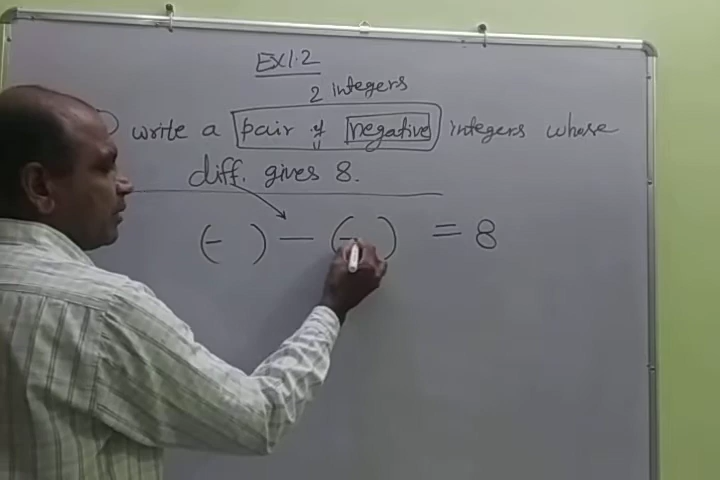 EX1.2
2 integers
) write a pair of negative integers whose
diff. gives 8.
(- ) - (- ) = 8